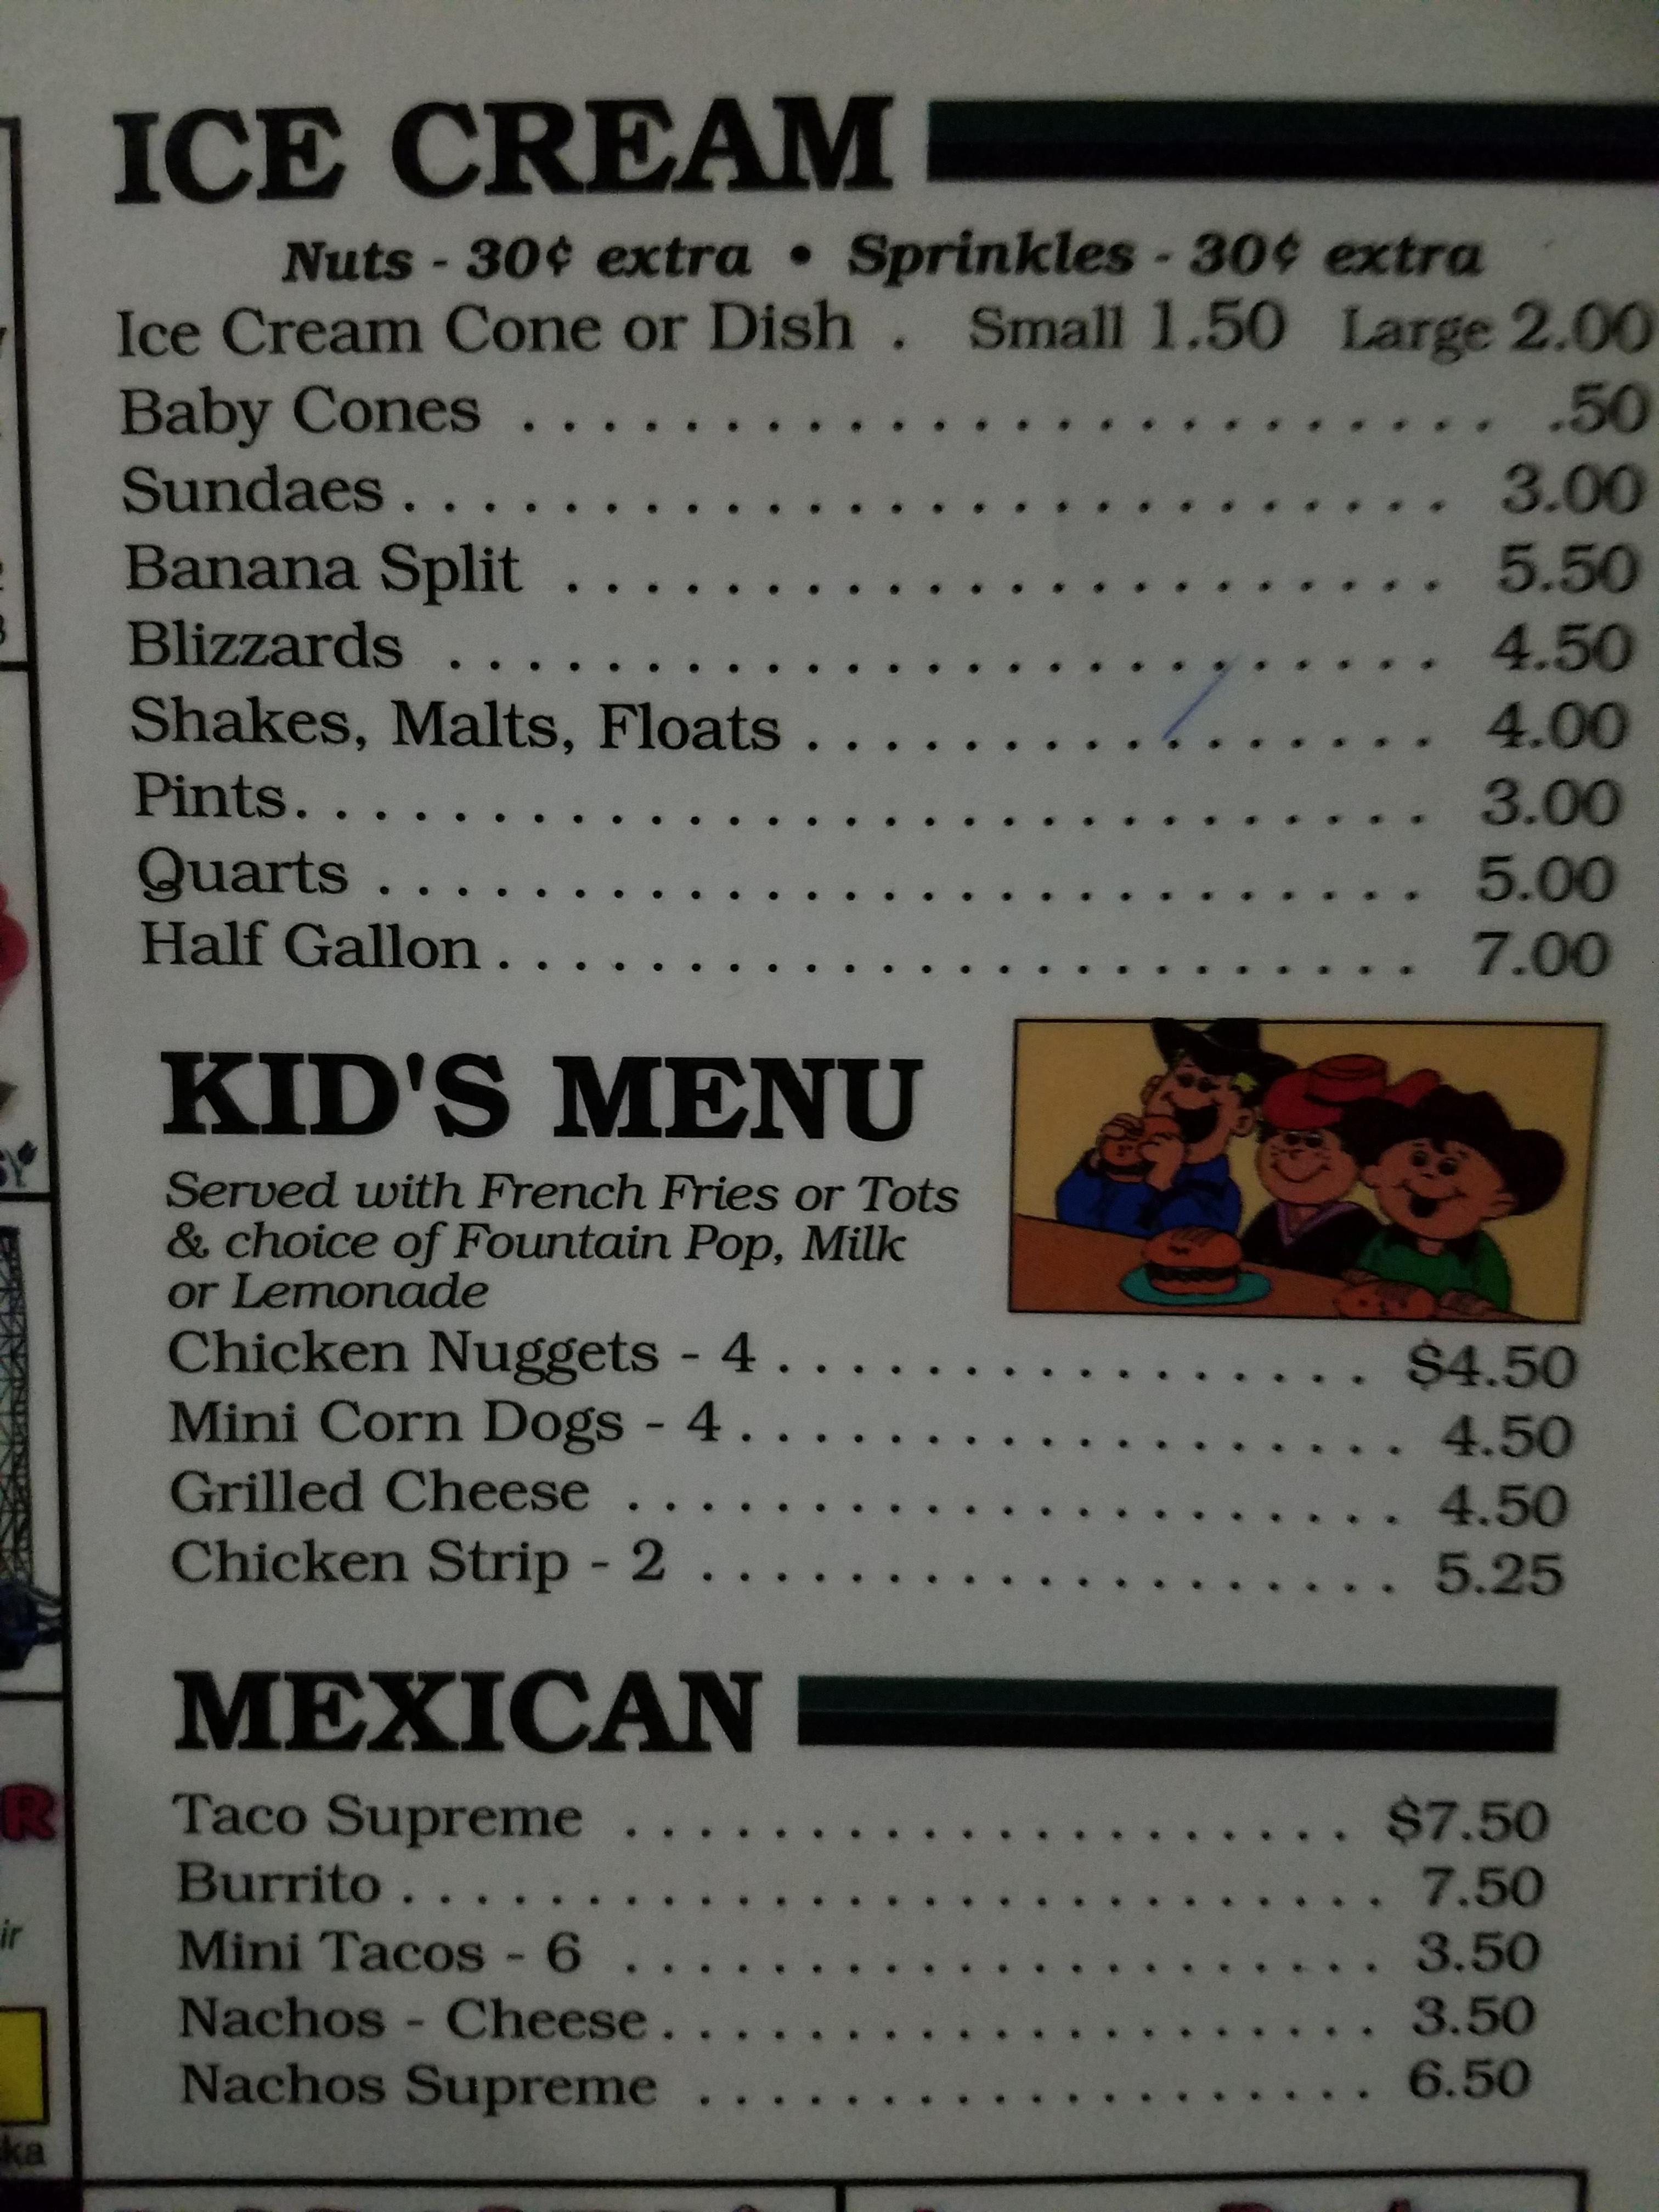 ICE CREAM
Nuts - 30¢ extra • Sprinkles - 30¢ extra
Ice Cream Cone or Dish . Small 1.50 Large 2.00
Baby Cones . . . . . . . . . . . . . . . . . . . . . . . . . .50
Sundaes . . . . . . . . . . . . . . . . . . . . . . . . . . 3.00
Banana Split . . . . . . . . . . . . . . . . . . . . . . 5.50
Blizzards . . . . . . . . . . . . . . . . . . . . . . . . . 4.50
Shakes, Malts, Floats . . . . . . . . . . . . . . . . 4.00
Pints. . . . . . . . . . . . . . . . . . . . . . . . . . . . . 3.00
Quarts . . . . . . . . . . . . . . . . . . . . . . . . . . . 5.00
Half Gallon . . . . . . . . . . . . . . . . . . . . . . . . 7.00
KID'S MENU
Served with French Fries or Tots
& choice of Fountain Pop, Milk
or Lemonade
Chicken Nuggets - 4 . . . . . . . . . . . . . . . . $4.50
Mini Corn Dogs - 4 . . . . . . . . . . . . . . . . . . 4.50
Grilled Cheese . . . . . . . . . . . . . . . . . . . . . 4.50
Chicken Strip - 2 . . . . . . . . . . . . . . . . . . . 5.25
MEXICAN
Taco Supreme . . . . . . . . . . . . . . . . . . . . $7.50
Burrito . . . . . . . . . . . . . . . . . . . . . . . . . . . 7.50
Mini Tacos - 6 . . . . . . . . . . . . . . . . . . . . . 3.50
Nachos - Cheese . . . . . . . . . . . . . . . . . . . . 3.50
Nachos Supreme . . . . . . . . . . . . . . . . . . . 6.50